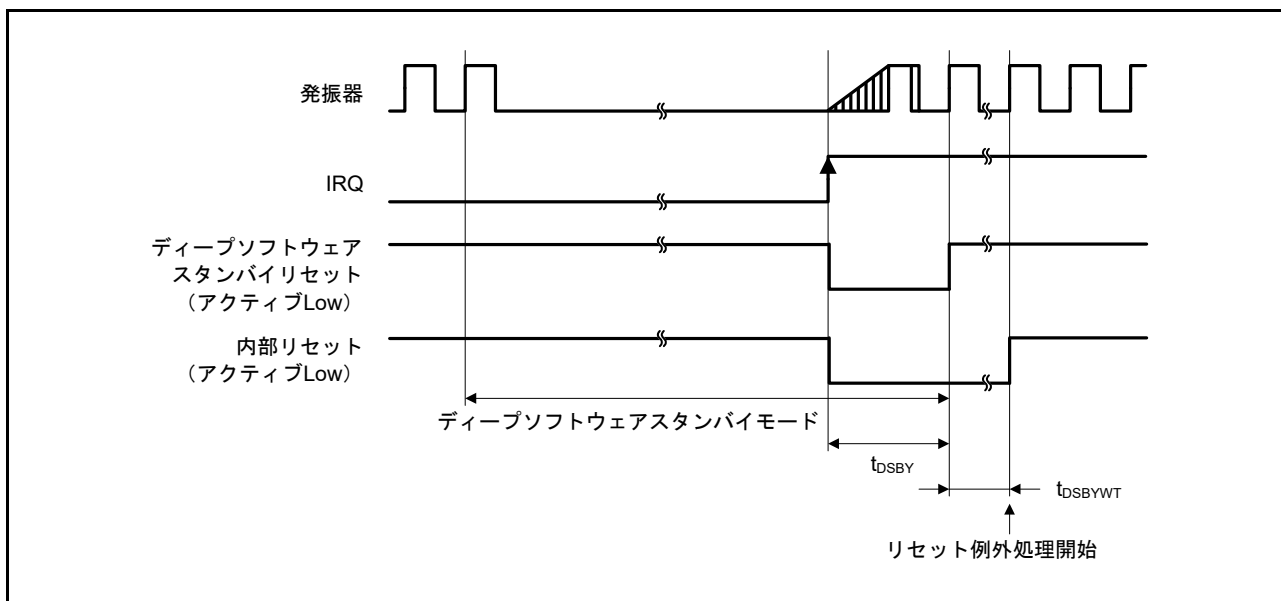 発振器
IRQ
ディープソフトウェア
スタンバイリセット
（アクティブLow）
内部リセット
（アクティブLow）
ディープソフトウェアスタンバイモード
tDSBY
tDSBYWT
リセット例外処理開始